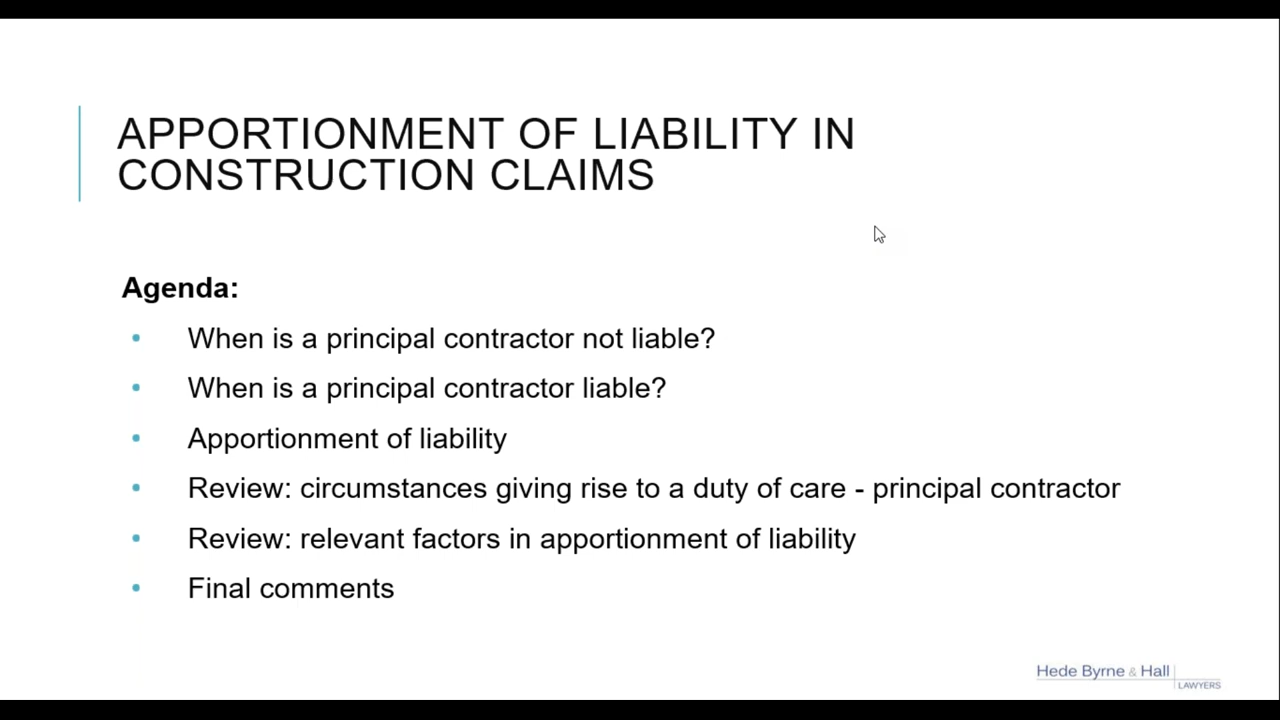 APPORTIONMENT OF LIABILITY IN
CONSTRUCTION CLAIMS
Agenda:
• When is a principal contractor not liable?
• When is a principal contractor liable?
• Apportionment of liability
• Review: circumstances giving rise to a duty of care - principal contractor
• Review: relevant factors in apportionment of liability
• Final comments
Hede Byrne & Hall
LAWYERS